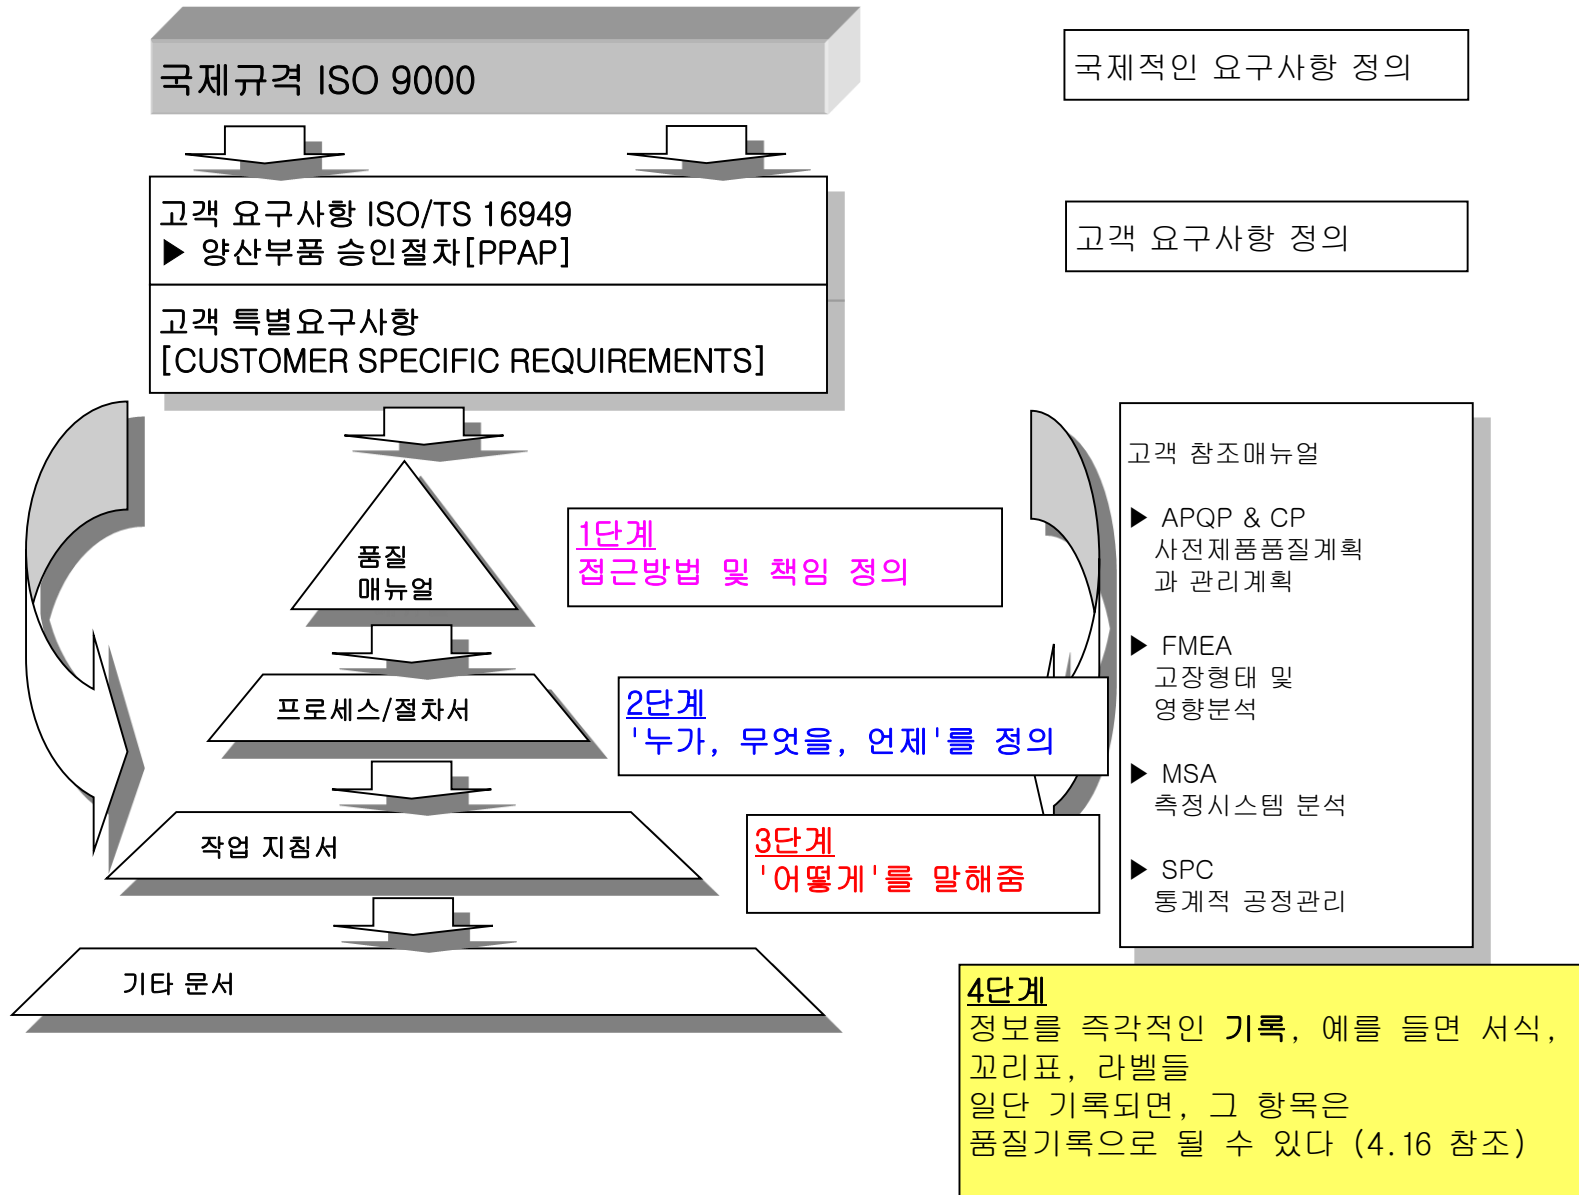 국제규격 ISO 9000
국제적인 요구사항 정의
고객 요구사항 ISO/TS 16949
▶ 양산부품 승인절차[PPAP]
고객 요구사항 정의
고객 특별요구사항
[CUSTOMER SPECIFIC REQUIREMENTS]
품질
매뉴얼
1단계
접근방법 및 책임 정의
프로세스/절차서
2단계
'누가, 무엇을, 언제'를 정의
작업 지침서
3단계
'어떻게'를 말해줌
기타 문서
고객 참조매뉴얼
▶ APQP & CP
사전제품품질계획
과 관리계획
▶ FMEA
고장형태 및
영향분석
▶ MSA
측정시스템 분석
▶ SPC
통계적 공정관리
4단계
정보를 즉각적인 기록, 예를 들면 서식,
꼬리표, 라벨들
일단 기록되면, 그 항목은
품질기록으로 될 수 있다 (4.16 참조)